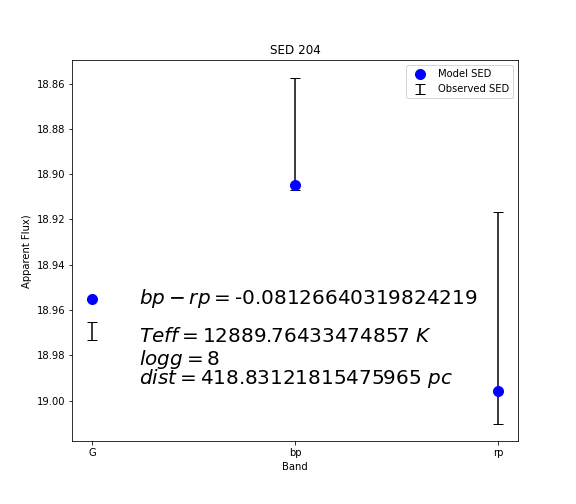 SED 204
Model SED
Observed SED
18.86
18.88
18.90
18.92
18.94
18.96
18.98
19.00
Apparent Flux)
bp − rp = -0.08126640319824219
Teff = 12889.76433474857 K
logg = 8
dist = 418.83121815475965 pc
G
bp
rp
Band